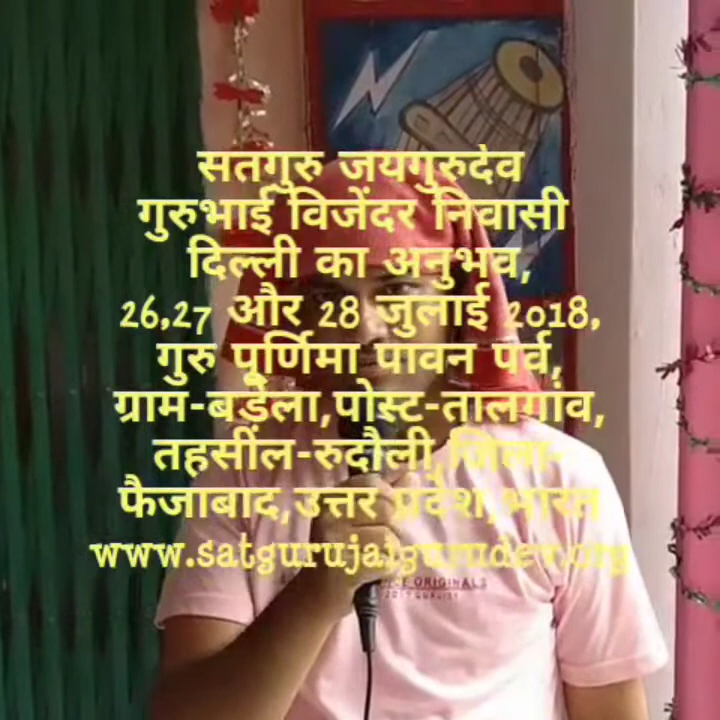 सतगुरु जयगुरुदेव
गुरुभाई विजेंदर निवासी
दिल्ली का अनुभव,
26,27 और 28 जुलाई 2018,
गुरु पूर्णिमा पावन पर्व,
ग्राम-बड़ेला,पोस्ट-तालगांव,
तहसील-रुदौली,जिला-
फैजाबाद,उत्तर प्रदेश,भारत
www.satgurujaigurudev.org
ORIGINALS